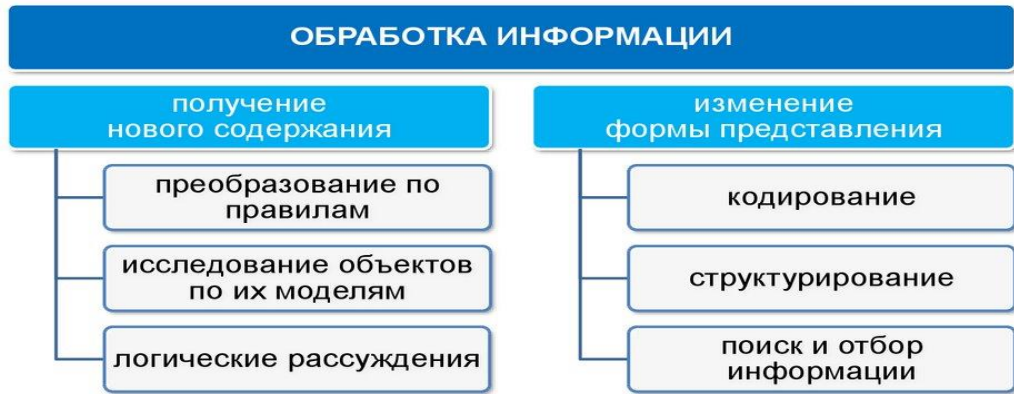 ОБРАБОТКА ИНФОРМАЦИИ
получение
нового содержания
преобразование по
правилам
исследование объектов
по их моделям
логические рассуждения
изменение
формы представления
кодирование
структурирование
поиск и отбор
информации